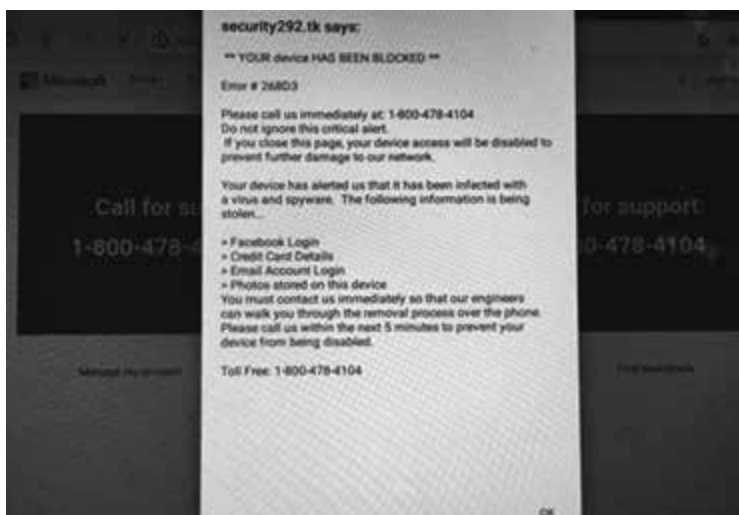 security292.tk says:
** YOUR device HAS BEEN BLOCKED **
Error # 268D3
Please call us immediately at: 1-800-478-4104
Do not ignore this critical alert.
If you close this page, your device access will be disabled to
prevent further damage to our network.
Your device has alerted us that it has been infected with
a virus and spyware. The following information is being
stolen...
> Facebook Login
> Credit Card Details
> Email Account Login
> Photos stored on this device
You must contact us immediately so that our engineers
can walk you through the removal process over the phone.
Please call us within the next 5 minutes to prevent your
device from being disabled.
Toll Free: 1-800-478-4104
OK
Microsoft
Call for su
1-800-478-4
for support:
0-478-4104
Manage my account